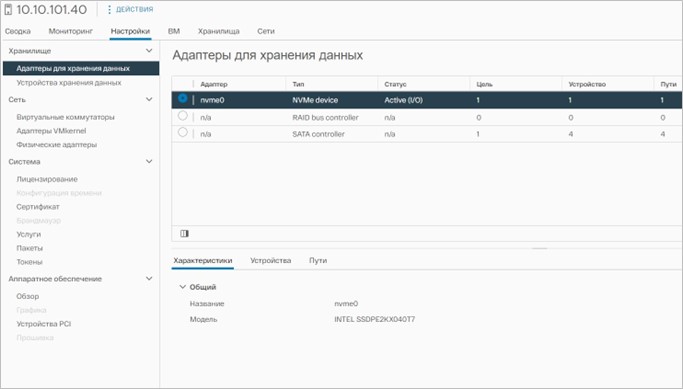 10.10.101.40 ДЕЙСТВИЯ
Сводка Мониторинг Настройки ВМ Хранилища Сети
Хранилище
Адаптеры для хранения данных
Устройства хранения данных
Сеть
Виртуальные коммутаторы
Адаптеры VMkernel
Физические адаптеры
Система
Лицензирование
Конфигурация времени
Сертификат
Брандмауэр
Услуги
Пакеты
Токены
Аппаратное обеспечение
Обзор
Графика
Устройства PCI
Прошивка
Адаптеры для хранения данных
Адаптер Тип Статус Цель Устройство Пути
nvme0 NVMe device Active (I/O) 1 1 1
n/a RAID bus controller n/a 0 0 0
n/a SATA controller n/a 1 4 4
Характеристики Устройства Пути
Общий
Название nvme0
Модель INTEL SSDPE2KX040T7